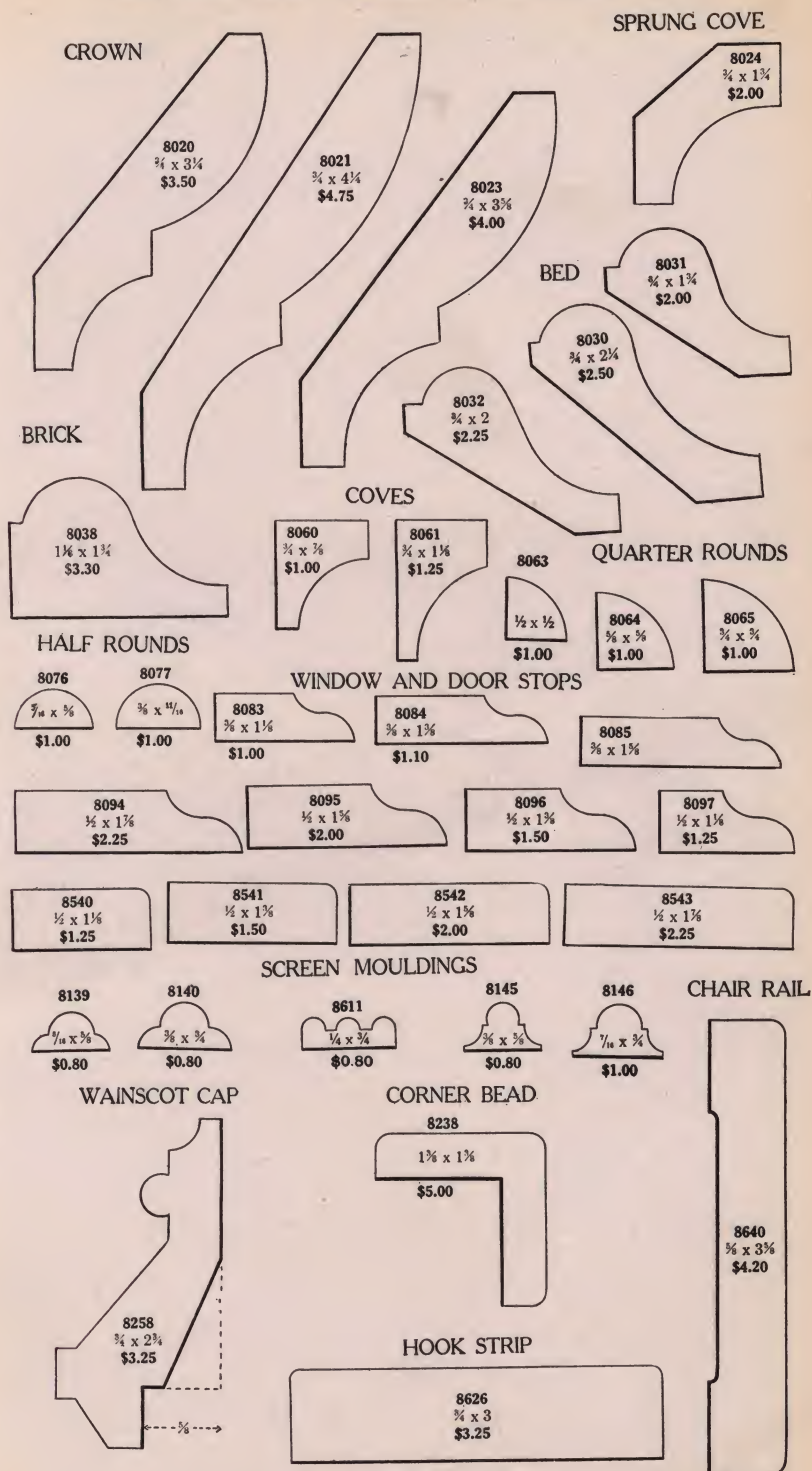 CROWN
8020
¾ x 3¼
$3.50
8021
¾ x 4¼
$4.75
8023
¾ x 3⅝
$4.00
SPRUNG COVE
8024
¾ x 1¾
$2.00
BED
8031
¾ x 1¾
$2.00
8030
¾ x 2¼
$2.50
8032
¾ x 2
$2.25
BRICK
8038
1⅛ x 1¾
$3.30
COVES
8060
¾ x ⅞
$1.00
8061
¾ x 1⅛
$1.25
QUARTER ROUNDS
8063
½ x ½
$1.00
8064
⅝ x ⅝
$1.00
8065
¾ x ¾
$1.00
HALF ROUNDS
8076
5/16 x ⅝
$1.00
8077
⅜ x 11/16
$1.00
WINDOW AND DOOR STOPS
8083
⅜ x 1⅛
$1.00
8084
⅜ x 1⅜
$1.10
8085
⅜ x 1⅝
8094
½ x 1⅞
$2.25
8095
½ x 1⅝
$2.00
8096
½ x 1⅜
$1.50
8097
½ x 1⅛
$1.25
8540
½ x 1⅛
$1.25
8541
½ x 1⅜
$1.50
8542
½ x 1⅝
$2.00
8543
½ x 1⅞
$2.25
SCREEN MOULDINGS
8139
5/16 x ⅝
$0.80
8140
⅜ x ¾
$0.80
8611
¼ x ¾
$0.80
8145
⅜ x ⅝
$0.80
8146
7/16 x ¾
$1.00
CHAIR RAIL
8640
⅝ x 3⅝
$4.20
WAINSCOT CAP
8258
¾ x 2¾
$3.25
⅝
CORNER BEAD
8238
1⅜ x 1⅜
$5.00
HOOK STRIP
8626
¾ x 3
$3.25